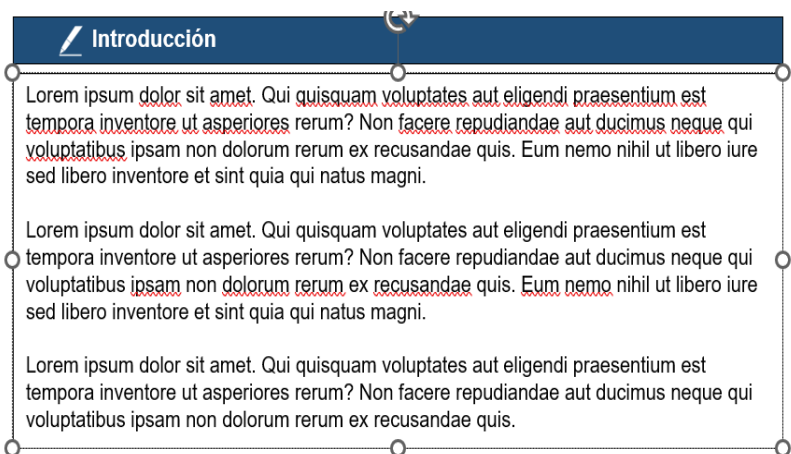 Introducción
Lorem ipsum dolor sit amet. Qui quisquam voluptates aut eligendi praesentium est
tempora inventore ut asperiores rerum? Non facere repudiandae aut ducimus neque qui
voluptatibus ipsam non dolorum rerum ex recusandae quis. Eum nemo nihil ut libero iure
sed libero inventore et sint quia qui natus magni.
Lorem ipsum dolor sit amet. Qui quisquam voluptates aut eligendi praesentium est
tempora inventore ut asperiores rerum? Non facere repudiandae aut ducimus neque qui
voluptatibus ipsam non dolorum rerum ex recusandae quis. Eum nemo nihil ut libero iure
sed libero inventore et sint quia qui natus magni.
Lorem ipsum dolor sit amet. Qui quisquam voluptates aut eligendi praesentium est
tempora inventore ut asperiores rerum? Non facere repudiandae aut ducimus neque qui
voluptatibus ipsam non dolorum rerum ex recusandae quis.